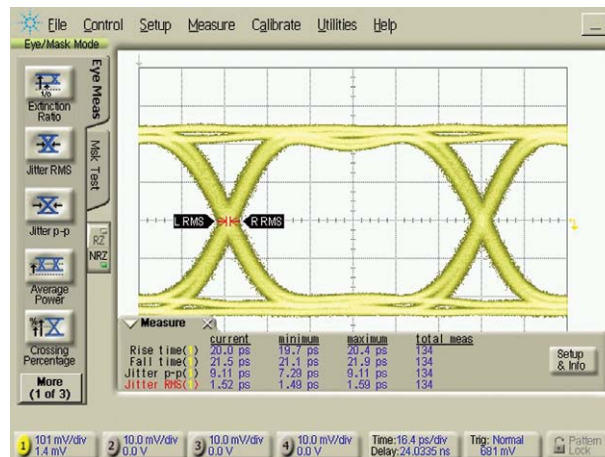 File Control Setup Measure Calibrate Utilities Help
Eye/Mask Mode
Extinction
Ratio
Jitter RMS
Jitter p-p
Average
Power
Crossing
Percentage
More
(1 of 3)
Eye Meas
Msk Test
RZ
NRZ
L RMS R RMS
Measure
current minimum maximum total meas
Rise time(1) 20.0 ps 19.7 ps 20.4 ps 134
Fall time(1) 21.5 ps 21.1 ps 21.9 ps 134
Jitter p-p(1) 9.11 ps 7.29 ps 9.11 ps 134
Jitter RMS(1) 1.52 ps 1.49 ps 1.59 ps 134
Setup
& Info
1 101 mV/div
1.4 mV
2 10.0 mV/div
0.0 V
3 10.0 mV/div
0.0 V
4 10.0 mV/div
0.0 V
Time:16.4 ps/div
Delay:24.0335 ns
Trig: Normal
681 mV
Pattern
Lock